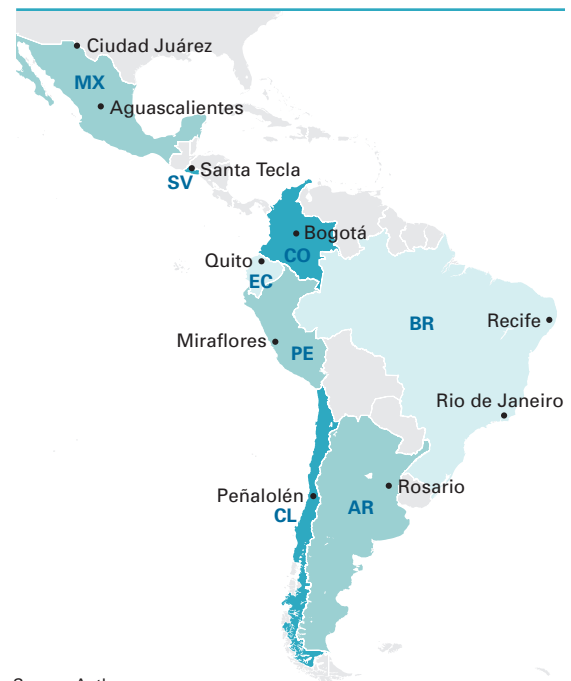 Ciudad Juárez
MX
Aguascalientes
Santa Tecla
SV
Bogotá
CO
Quito
EC
BR
Recife
Miraflores
PE
Rio de Janeiro
Peñalolén
Rosario
CL
AR